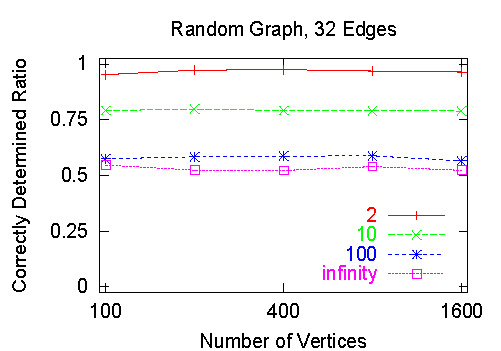 Random Graph, 32 Edges
1
0.75
0.5
0.25
0
Correctly Determined Ratio
2
10
100
infinity
100
400
1600
Number of Vertices